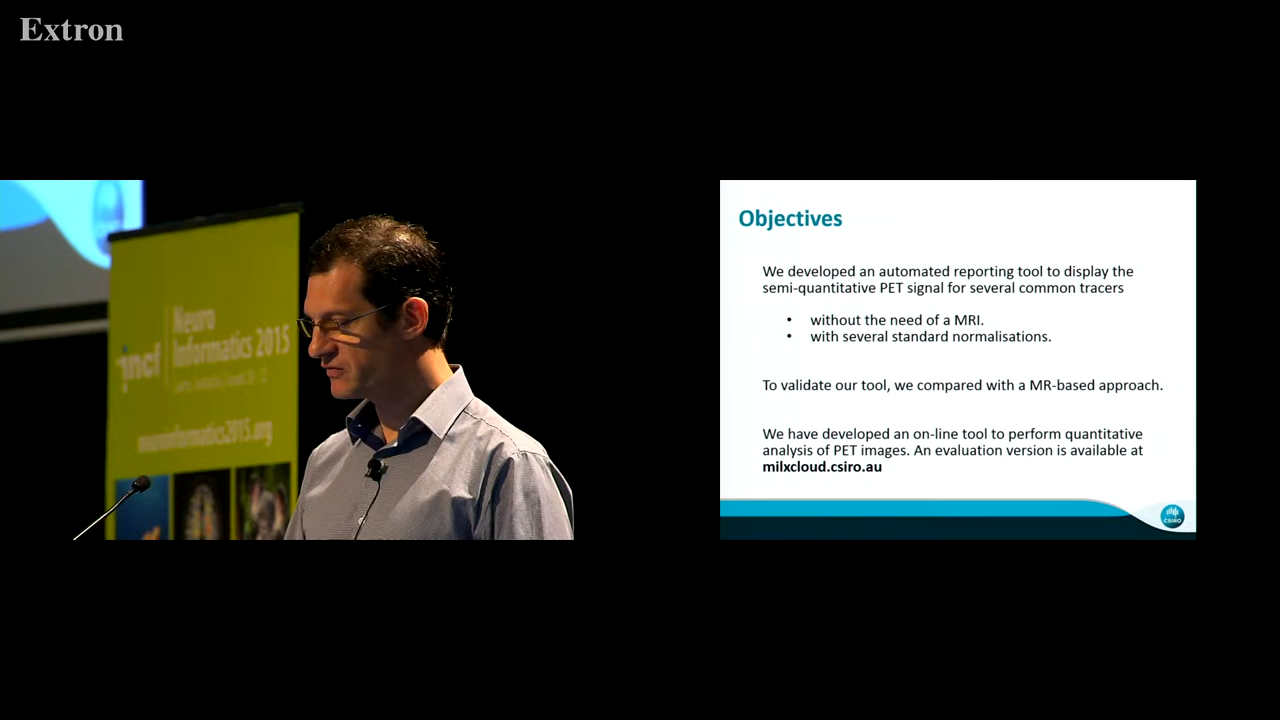 Extron
incf
Neuro
Informatics 2015
neuroinformatics2015.org
Objectives
We developed an automated reporting tool to display the
semi-quantitative PET signal for several common tracers
• without the need of a MRI.
• with several standard normalisations.
To validate our tool, we compared with a MR-based approach.
We have developed an on-line tool to perform quantitative
analysis of PET images. An evaluation version is available at
milxcloud.csiro.au
CSIRO